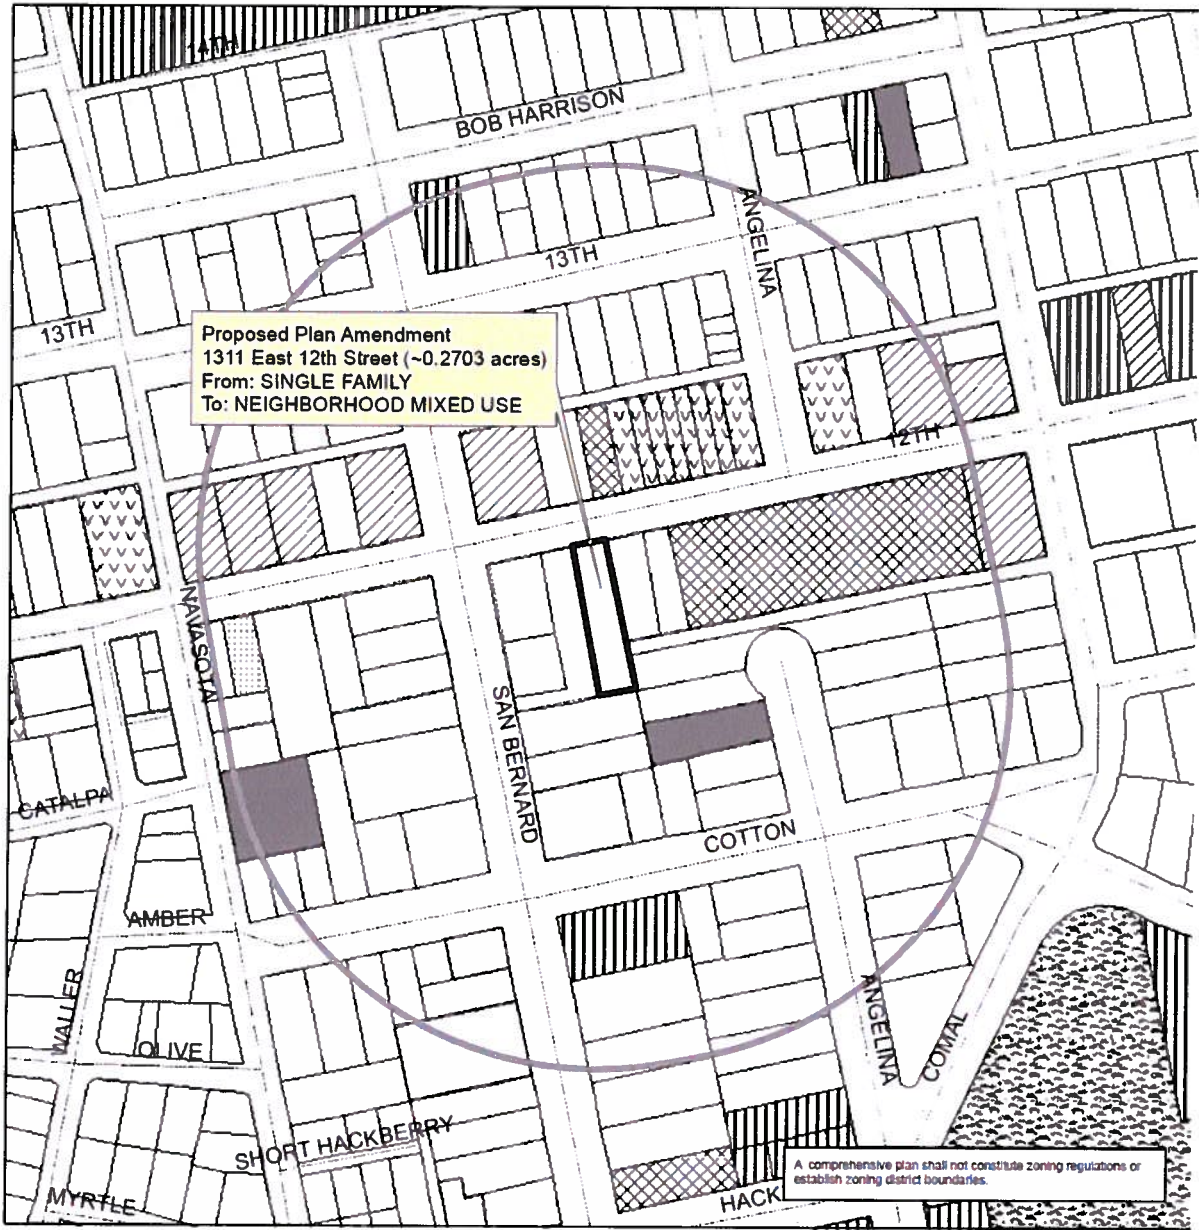 14TH
BOB HARRISON
ANGELINA
13TH
13TH
Proposed Plan Amendment
1311 East 12th Street (~0.2703 acres)
From: SINGLE FAMILY
To: NEIGHBORHOOD MIXED USE
12TH
NAVASOTA
SAN BERNARD
CATALPA
COTTON
AMBER
WALLER
ANGELINA
COMAL
OLIVE
SHORT HACKBERRY
A comprehensive plan shall not constitute zoning regulations or
establish zoning district boundaries.
MYRTLE
HACK